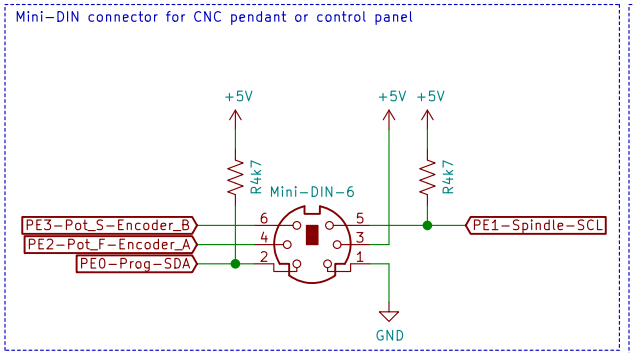 Mini-DIN connector for CNC pendant or control panel
+5V
+5V
+5V
R4k7
R4k7
Mini-DIN-6
PE3-Pot_S-Encoder_B
6
5
PE1-Spindle-SCL
PE2-Pot_F-Encoder_A
4
3
PE0-Prog-SDA
2
1
GND